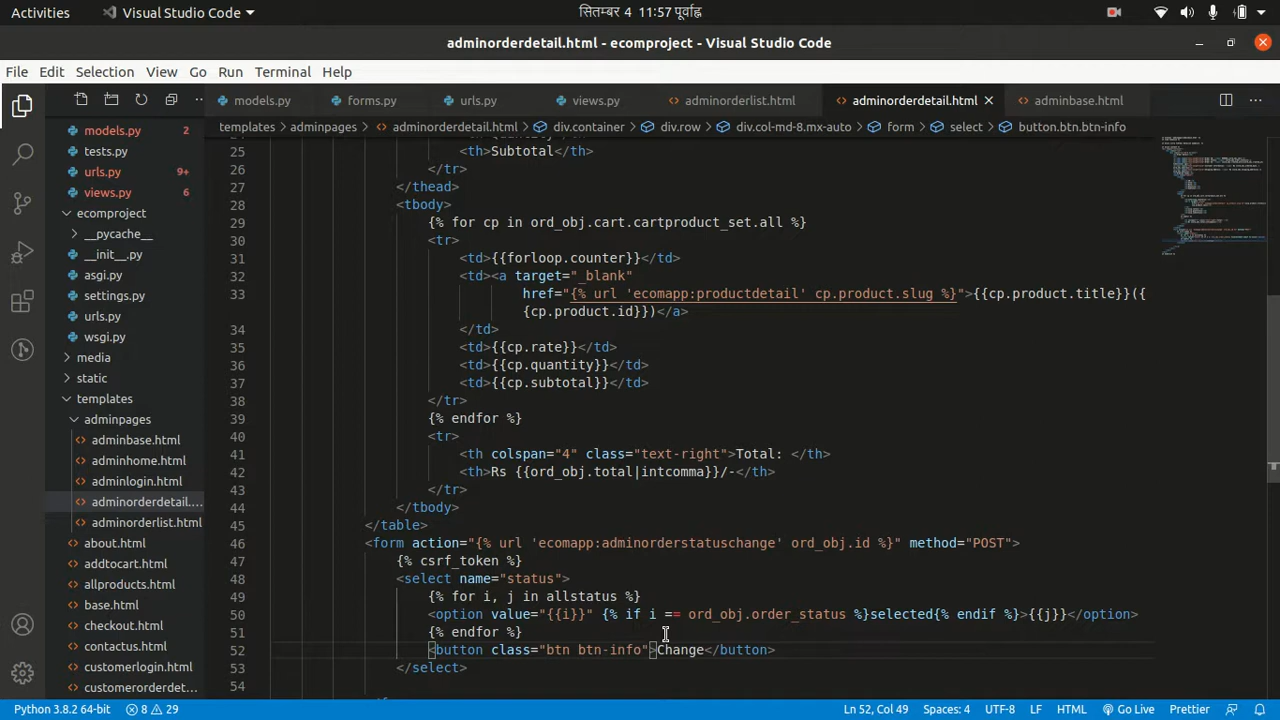 Activities Visual Studio Code सितम्बर 4 11:57 पूर्वाह्न
adminorderdetail.html - ecomproject - Visual Studio Code
File Edit Selection View Go Run Terminal Help
models.py forms.py urls.py views.py adminorderlist.html adminorderdetail.html adminbase.html
templates adminpages adminorderdetail.html div.container div.row div.col-md-8.mx-auto form select button.btn.btn-info
models.py 2
tests.py
urls.py 9+
views.py 6
ecomproject
__pycache__
__init__.py
asgi.py
settings.py
urls.py
wsgi.py
media
static
templates
adminpages
adminbase.html
adminhome.html
adminlogin.html
adminorderdetail....
adminorderlist.html
about.html
addtocart.html
allproducts.html
base.html
checkout.html
contactus.html
customerlogin.html
customerorderdet...
25 <th>Subtotal</th>
26 </tr>
27 </thead>
28 <tbody>
29 {% for cp in ord_obj.cart.cartproduct_set.all %}
30 <tr>
31 <td>{{forloop.counter}}</td>
32 <td><a target="_blank"
33 href="{% url 'ecomapp:productdetail' cp.product.slug %}">{{cp.product.title}}({
{cp.product.id}})</a>
34 </td>
35 <td>{{cp.rate}}</td>
36 <td>{{cp.quantity}}</td>
37 <td>{{cp.subtotal}}</td>
38 </tr>
39 {% endfor %}
40 <tr>
41 <th colspan="4" class="text-right">Total: </th>
42 <th>Rs {{ord_obj.total|intcomma}}/-</th>
43 </tr>
44 </tbody>
45 </table>
46 <form action="{% url 'ecomapp:adminorderstatuschange' ord_obj.id %}" method="POST">
47 {% csrf_token %}
48 <select name="status">
49 {% for i, j in allstatus %}
50 <option value="{{i}}" {% if i == ord_obj.order_status %}selected{% endif %}>{{j}}</option>
51 {% endfor %}
52 <button class="btn btn-info">Change</button>
53 </select>
54
Python 3.8.2 64-bit 8 29 Ln 52, Col 49 Spaces: 4 UTF-8 LF HTML Go Live Prettier